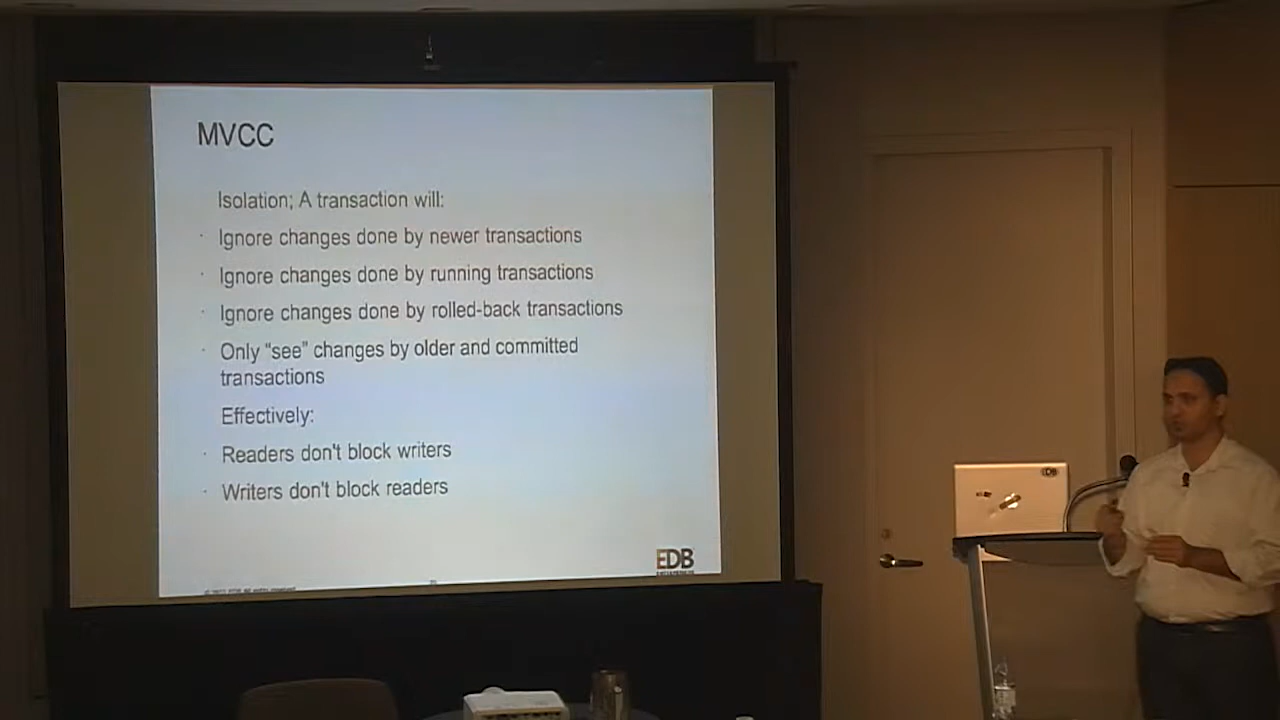 MVCC
Isolation; A transaction will:
· Ignore changes done by newer transactions
· Ignore changes done by running transactions
· Ignore changes done by rolled-back transactions
· Only "see" changes by older and committed
transactions
Effectively:
· Readers don't block writers
· Writers don't block readers
EDB
EDB